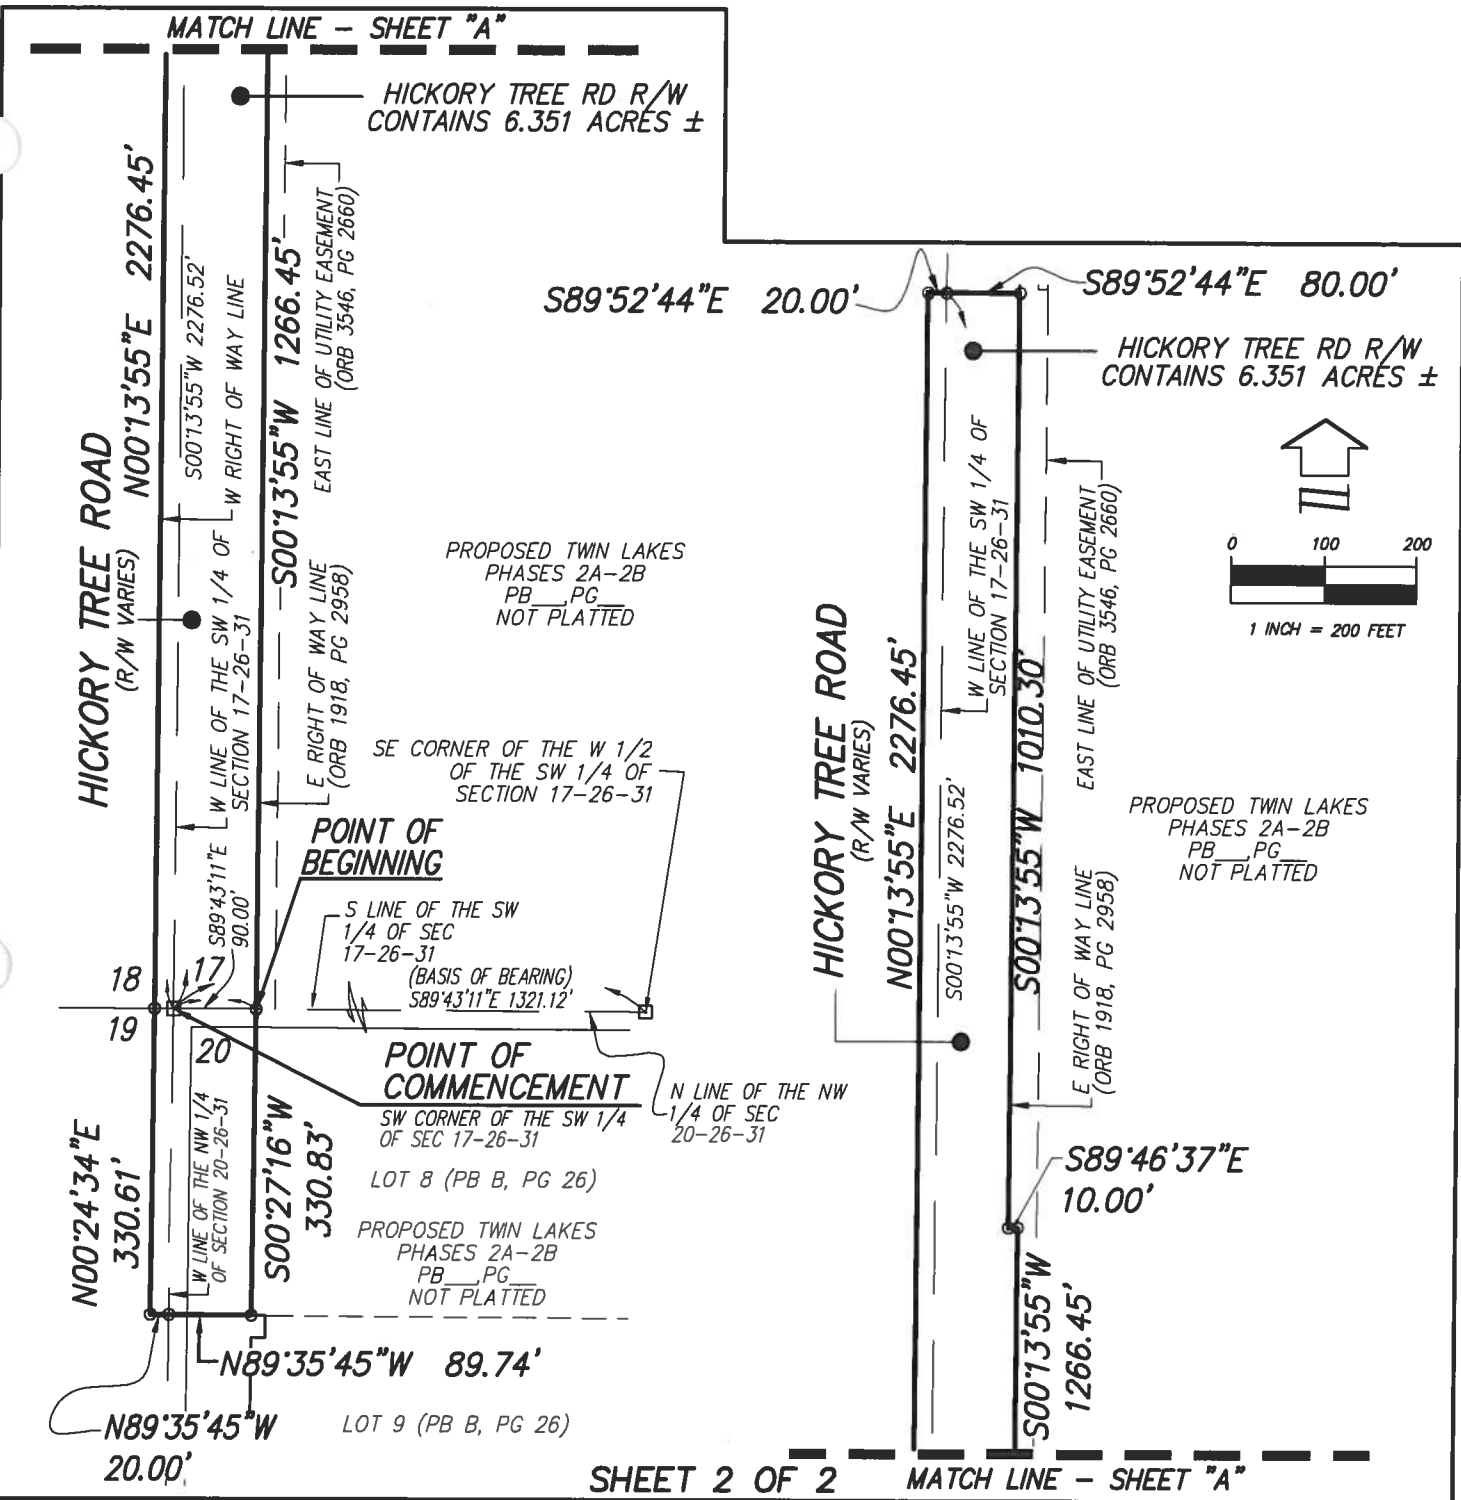 MATCH LINE - SHEET "A"
HICKORY TREE RD R/W
CONTAINS 6.351 ACRES ±
N00°13'55"E 2276.45'
S00°13'55"W 2276.52'
W RIGHT OF WAY LINE
S00°13'55"W 1266.45'
EAST LINE OF UTILITY EASEMENT
(ORB 3546, PG 2660)
HICKORY TREE ROAD
(R/W VARIES)
W LINE OF THE SW 1/4 OF
SECTION 17-26-31
E RIGHT OF WAY LINE
(ORB 1918, PG 2958)
PROPOSED TWIN LAKES
PHASES 2A-2B
PB___,PG___
NOT PLATTED
SE CORNER OF THE W 1/2
OF THE SW 1/4 OF
SECTION 17-26-31
POINT OF
BEGINNING
S89°43'11"E
90.00'
S LINE OF THE SW
1/4 OF SEC
17-26-31
(BASIS OF BEARING)
S89°43'11"E 1321.12'
18
17
19
20
POINT OF
COMMENCEMENT
SW CORNER OF THE SW 1/4
OF SEC 17-26-31
N LINE OF THE NW
1/4 OF SEC
20-26-31
LOT 8 (PB B, PG 26)
N00°24'34"E
330.61'
W LINE OF THE NW 1/4
OF SECTION 20-26-31
S00°27'16"W
330.83'
PROPOSED TWIN LAKES
PHASES 2A-2B
PB___,PG___
NOT PLATTED
N89°35'45"W 89.74'
N89°35'45"W
20.00'
LOT 9 (PB B, PG 26)
S89°52'44"E 20.00'
S89°52'44"E 80.00'
HICKORY TREE RD R/W
CONTAINS 6.351 ACRES ±
W LINE OF THE SW 1/4 OF
SECTION 17-26-31
EAST LINE OF UTILITY EASEMENT
(ORB 3546, PG 2660)
0 100 200
1 INCH = 200 FEET
HICKORY TREE ROAD
(R/W VARIES)
N00°13'55"E 2276.45'
S00°13'55"W 2276.52'
S00°13'55"W 1010.30'
PROPOSED TWIN LAKES
PHASES 2A-2B
PB___,PG___
NOT PLATTED
E RIGHT OF WAY LINE
(ORB 1918, PG 2958)
S89°46'37"E
10.00'
S00°13'55"W
1266.45'
SHEET 2 OF 2
MATCH LINE - SHEET "A"